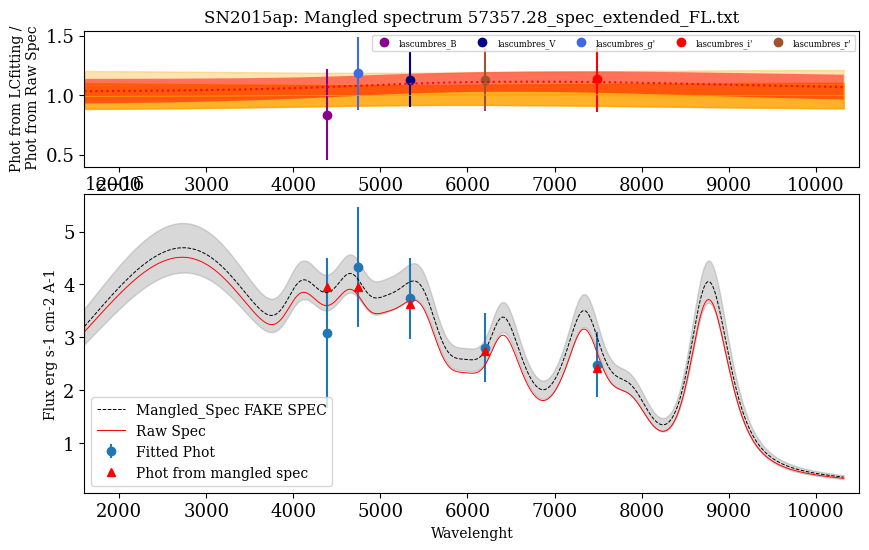 SN2015ap: Mangled spectrum 57357.28_spec_extended_FL.txt
Phot from LCfitting /
Phot from Raw Spec
1.5
1.0
0.5
lascumbres_B
lascumbres_V
lascumbres_g'
lascumbres_i'
lascumbres_r'
2000 3000 4000 5000 6000 7000 8000 9000 10000
1e−16
Flux erg s-1 cm-2 A-1
5
4
3
2
1
Mangled_Spec FAKE SPEC
Raw Spec
Fitted Phot
Phot from mangled spec
2000 3000 4000 5000 6000 7000 8000 9000 10000
Wavelenght